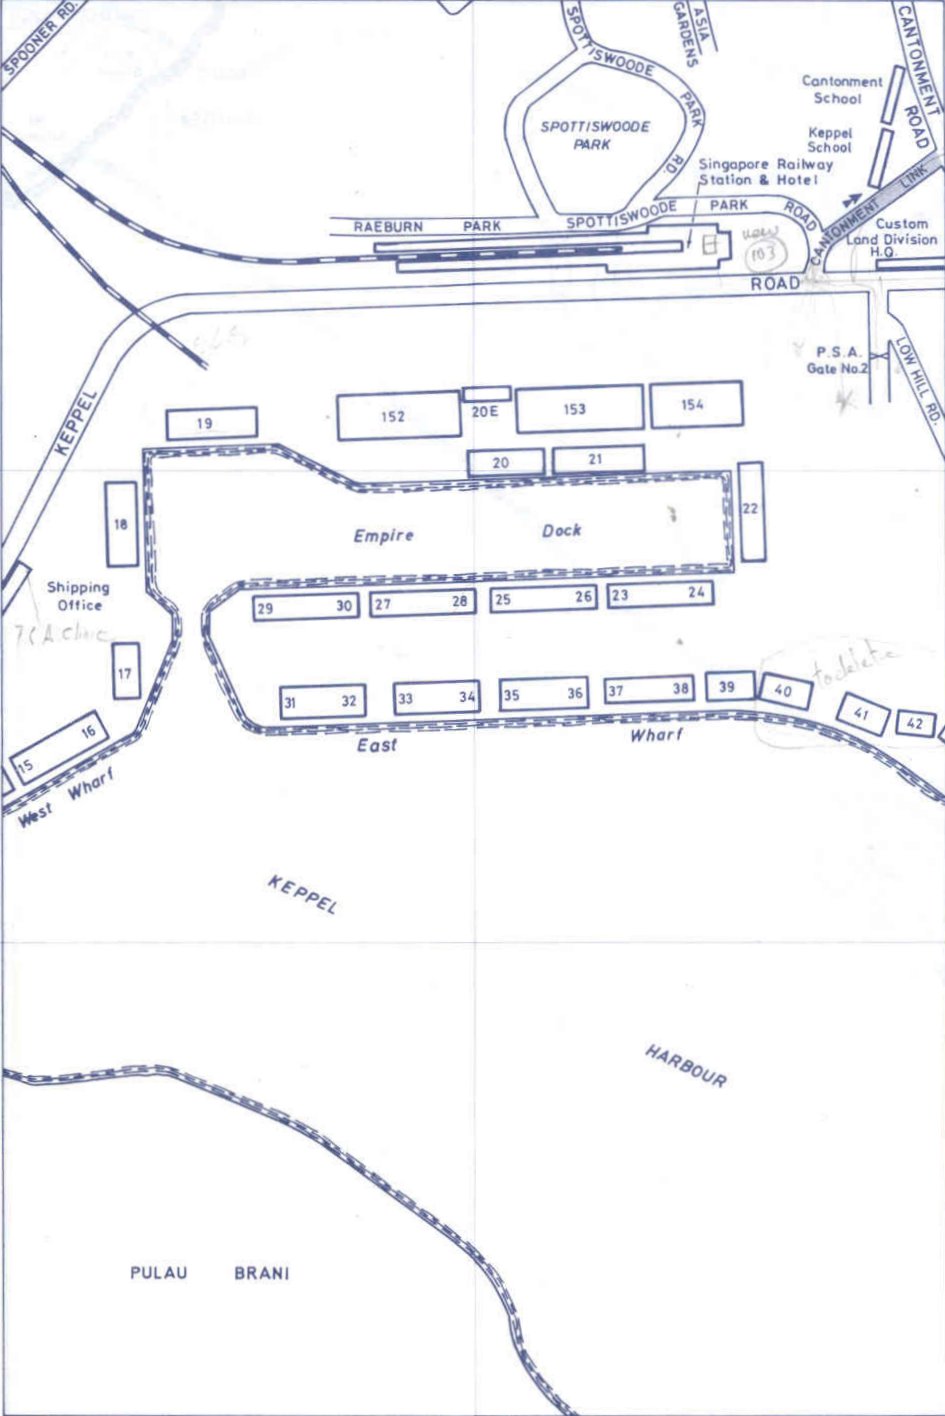 SPOONER RD.
SPOTTISWOODE PARK RD.
ASIA
GARDENS
CANTONMENT ROAD
Cantonment
School
SPOTTISWOODE
PARK
Keppel
School
Singapore Railway
Station & Hotel
CANTONMENT LINK
RAEBURN PARK
SPOTTISWOODE PARK ROAD
Custom
Land Division
H.Q.
new
103
KEPPEL ROAD
P.S.A.
Gate No.2
LOW HILL RD.
19
152
20E
153
154
20
21
18
22
Empire Dock
Shipping
Office
29 30
27 28
25 26
23 24
17
to delete
31 32
33 34
35 36
37 38
39
40
41
42
15 16
East Wharf
West Wharf
KEPPEL
HARBOUR
PULAU BRANI